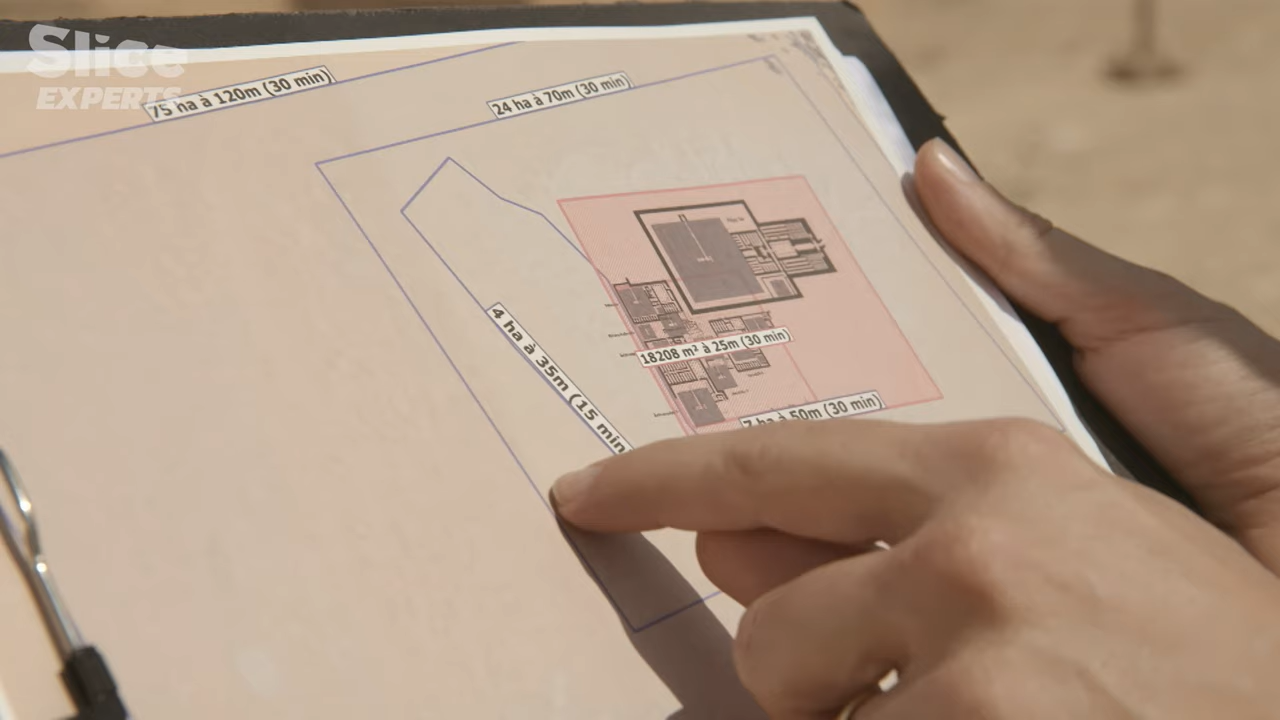 Slice
EXPERTS
75 ha à 120m (30 min)
24 ha à 70m (30 min)
4 ha à 35m (15 min
18208 m² à 25m (30 min)
7 ha à 50m (30 min)